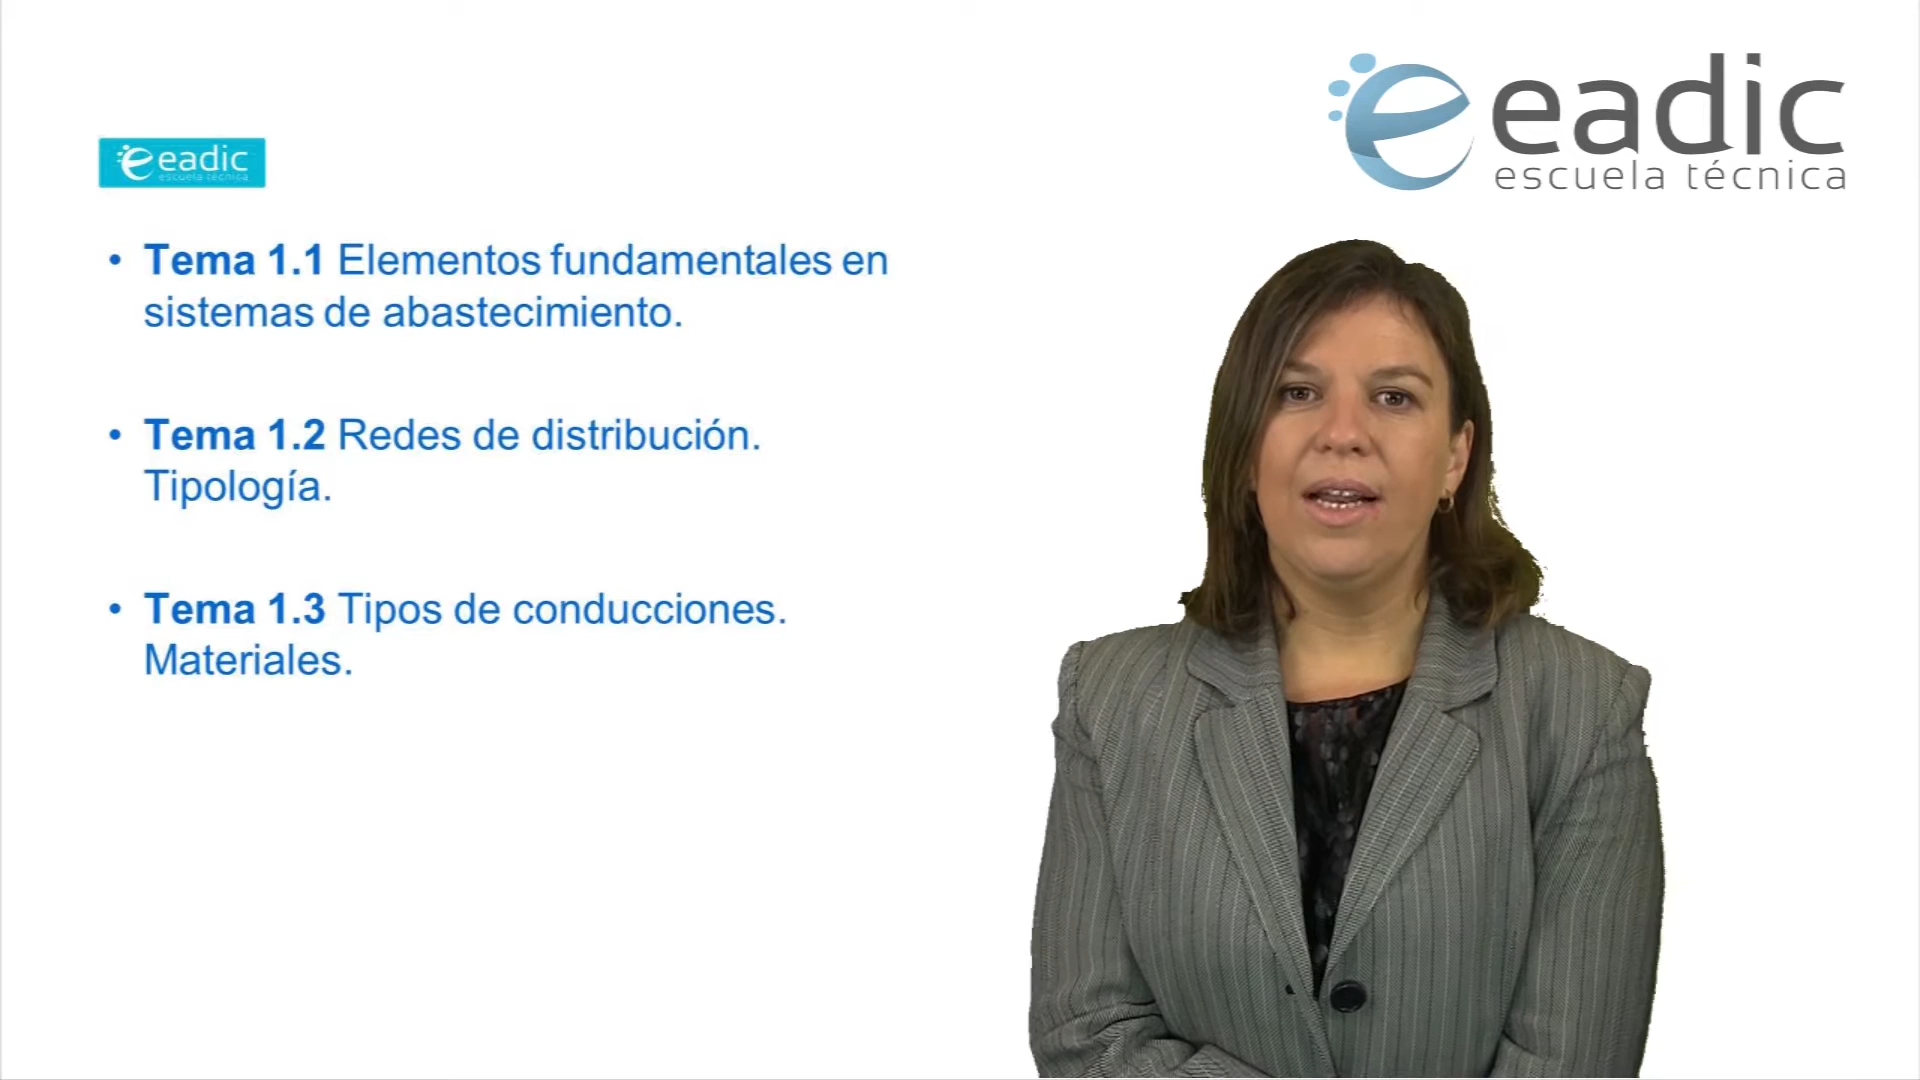 eadic
escuela técnica
eadic
escuela técnica
• Tema 1.1 Elementos fundamentales en
sistemas de abastecimiento.
• Tema 1.2 Redes de distribución.
Tipología.
• Tema 1.3 Tipos de conducciones.
Materiales.